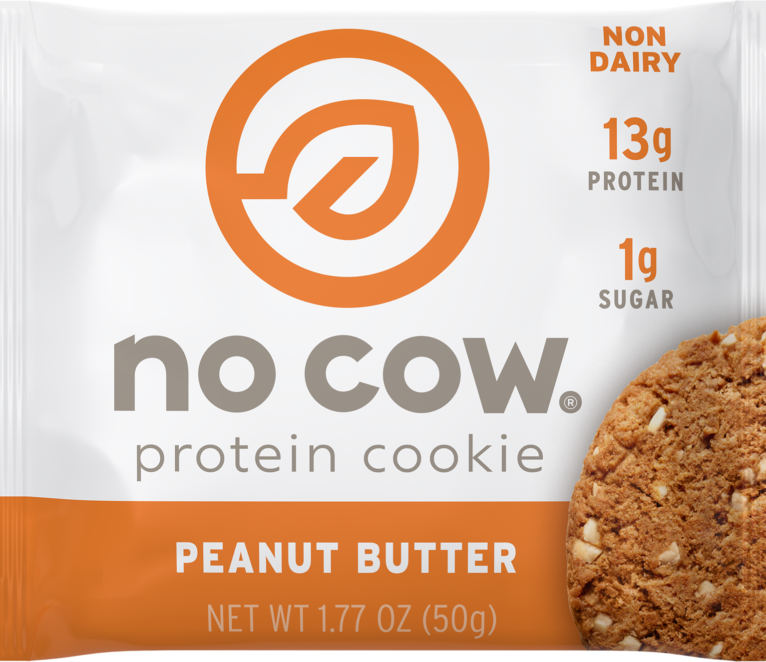 NON
DAIRY
13g
PROTEIN
1g
SUGAR
no cow.®
protein cookie
PEANUT BUTTER
NET WT 1.77 OZ (50g)